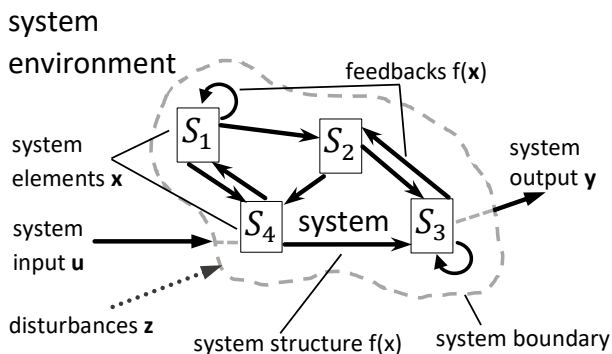 system
environment
feedbacks f(x)
S1
S2
system
elements x
system
output y
S4
system
S3
system
input u
disturbances z
system structure f(x)
system boundary